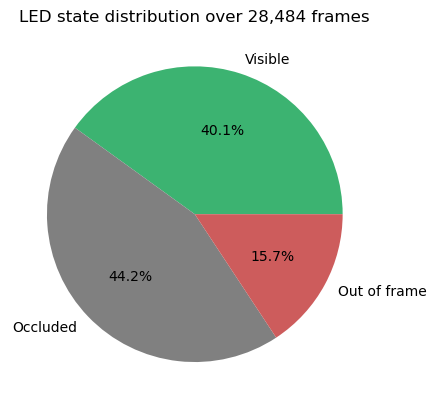 LED state distribution over 28,484 frames
Visible
40.1%
44.2%
15.7%
Out of frame
Occluded